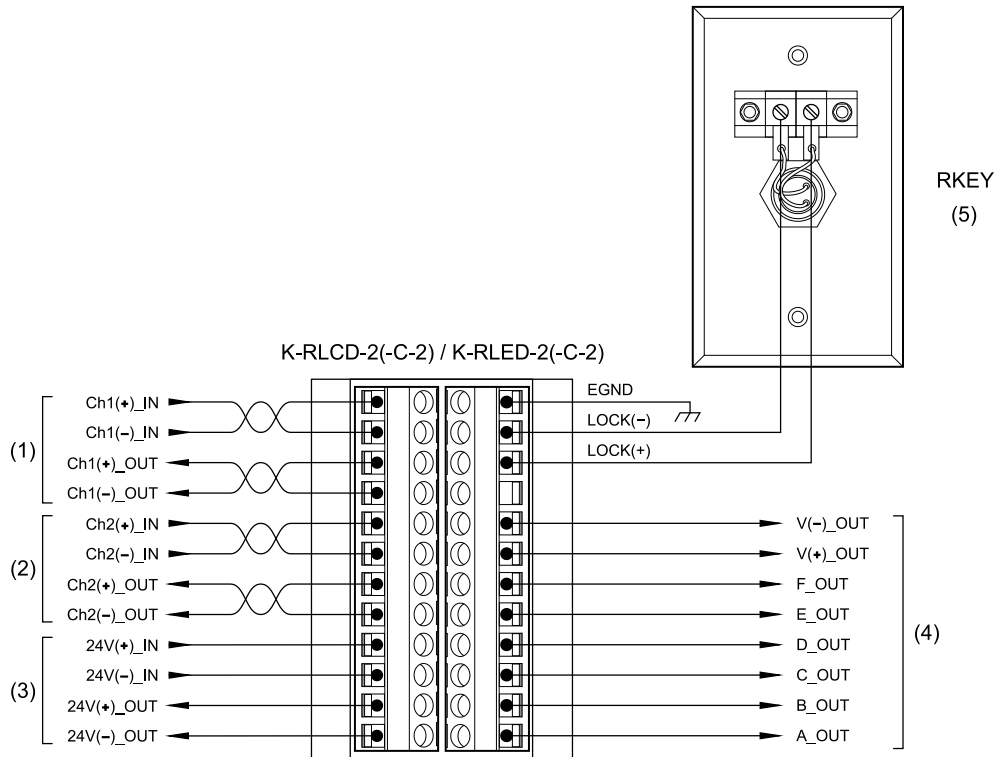 RKEY
(5)
K-RLCD-2(-C-2) / K-RLED-2(-C-2)
(1)
Ch1(+)_IN
Ch1(−)_IN
Ch1(+)_OUT
Ch1(−)_OUT
(2)
Ch2(+)_IN
Ch2(−)_IN
Ch2(+)_OUT
Ch2(−)_OUT
(3)
24V(+)_IN
24V(−)_IN
24V(+)_OUT
24V(−)_OUT
EGND
LOCK(−)
LOCK(+)
V(−)_OUT
V(+)_OUT
F_OUT
E_OUT
D_OUT
C_OUT
B_OUT
A_OUT
(4)